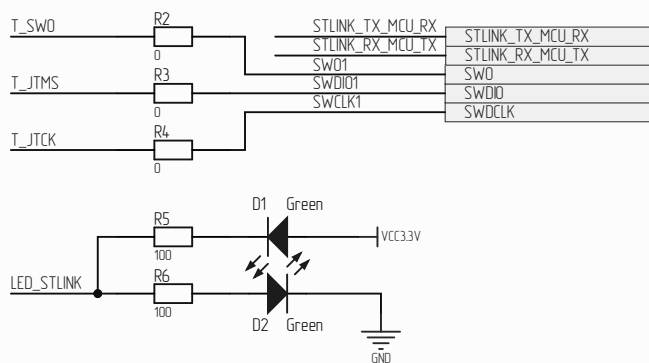 T_SWO
R2
0
STLINK_TX_MCU_RX
STLINK_TX_MCU_RX
STLINK_RX_MCU_TX
STLINK_RX_MCU_TX
SWO1
SWO
T_JTMS
R3
0
SWDIO1
SWDIO
SWCLK1
SWDCLK
T_JTCK
R4
0
D1 Green
R5
100
VCC3.3V
LED_STLINK
R6
100
D2 Green
GND